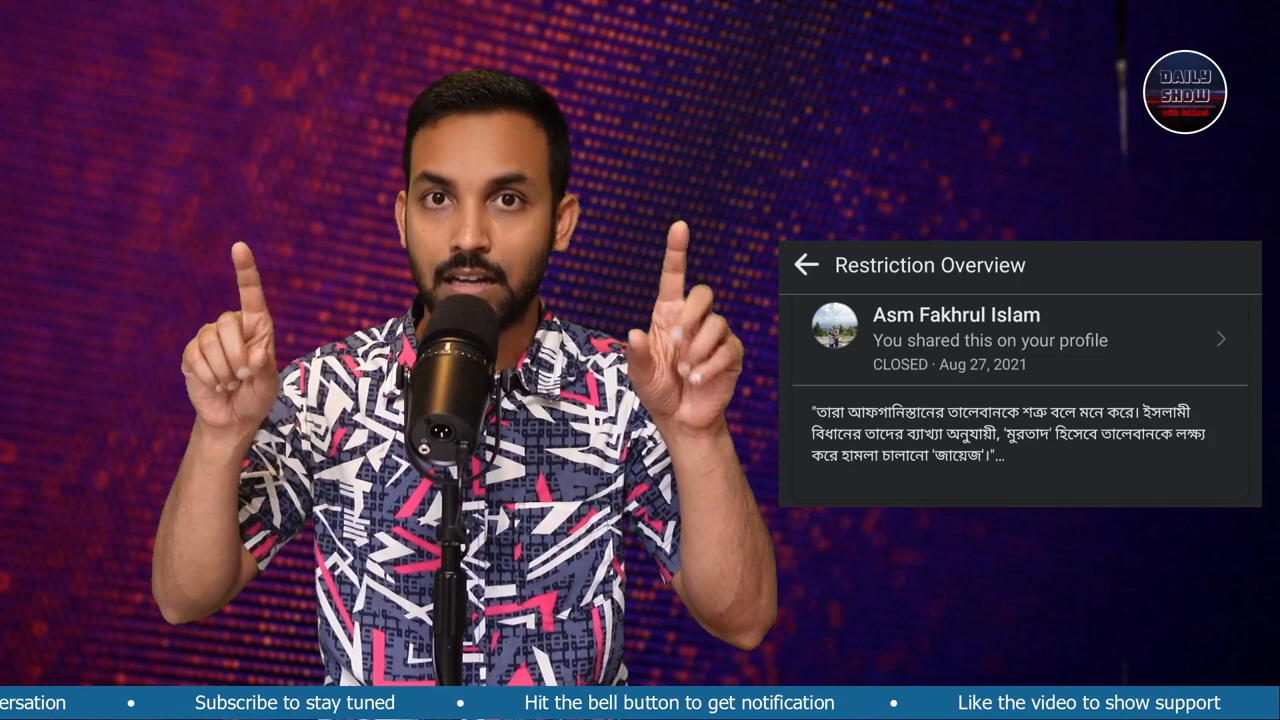 DAILY
SHOW
with fakhrul
Restriction Overview
Asm Fakhrul Islam
You shared this on your profile
CLOSED · Aug 27, 2021
"তারা আফগানিস্তানের তালেবানকে শত্রু বলে মনে করে। ইসলামী
বিধানের তাদের ব্যাখ্যা অনুযায়ী, 'মুরতাদ' হিসেবে তালেবানকে লক্ষ্য
করে হামলা চালানো 'জায়েজ'।"...
ersation • Subscribe to stay tuned • Hit the bell button to get notification • Like the video to show support